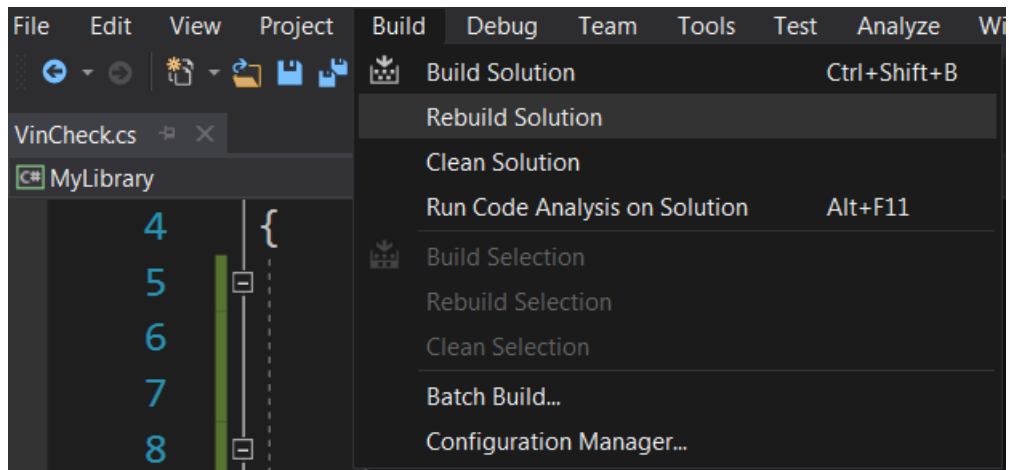 File Edit View Project Build Debug Team Tools Test Analyze Wi
Build Solution Ctrl+Shift+B
Rebuild Solution
VinCheck.cs
Clean Solution
C# MyLibrary
Run Code Analysis on Solution Alt+F11
4 {
Build Selection
5
Rebuild Selection
6
Clean Selection
7
Batch Build...
8
Configuration Manager...